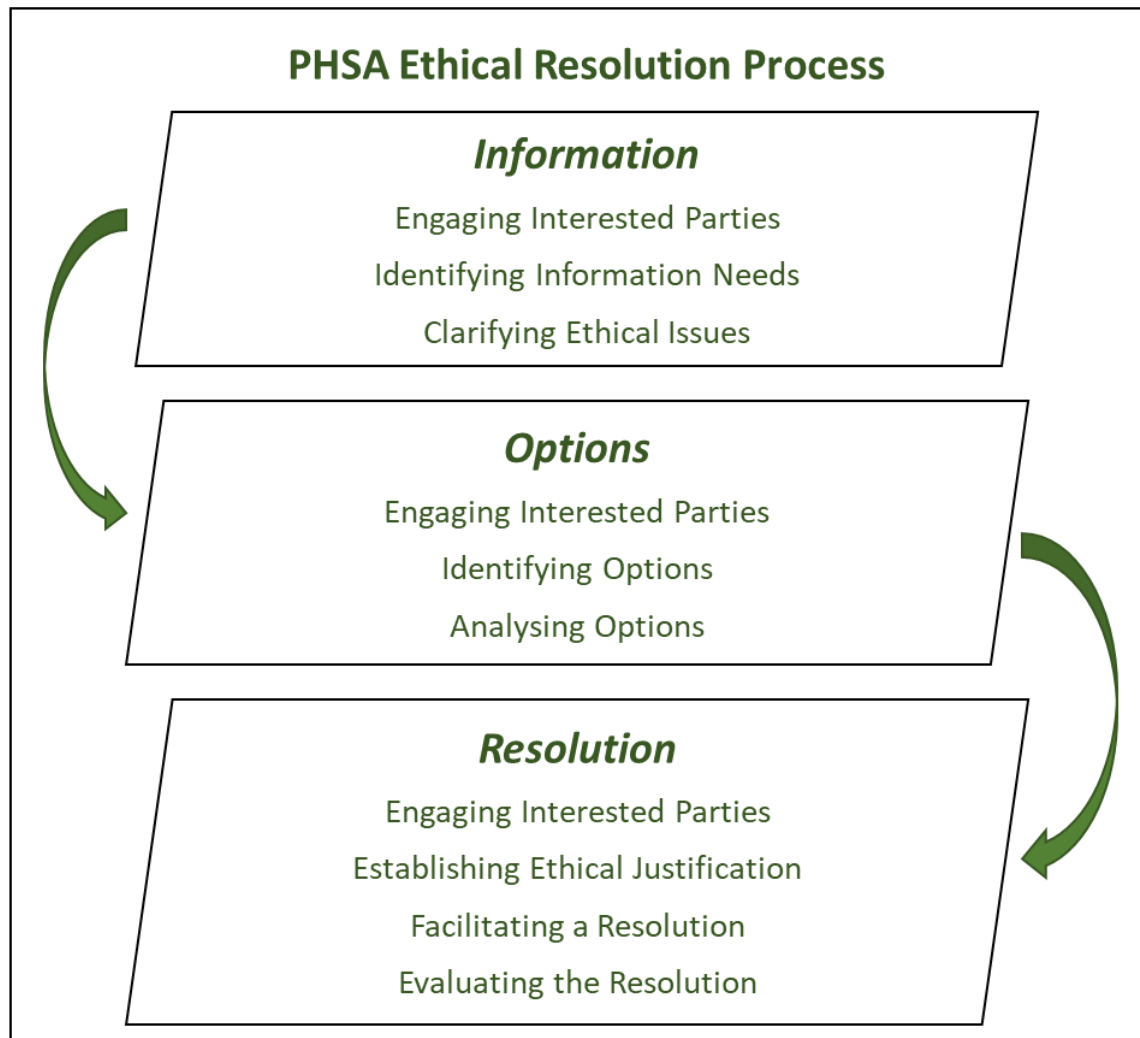 PHSA Ethical Resolution Process
Information
Engaging Interested Parties
Identifying Information Needs
Clarifying Ethical Issues
Options
Engaging Interested Parties
Identifying Options
Analysing Options
Resolution
Engaging Interested Parties
Establishing Ethical Justification
Facilitating a Resolution
Evaluating the Resolution